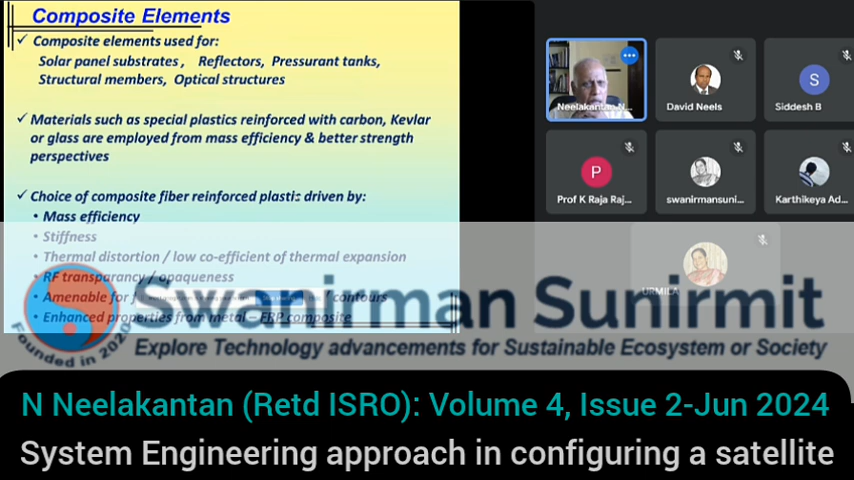 Composite Elements
✓ Composite elements used for:
Solar panel substrates, Reflectors, Pressurant tanks,
Structural members, Optical structures
✓ Materials such as special plastics reinforced with carbon, Kevlar
or glass are employed from mass efficiency & better strength
perspectives
✓ Choice of composite fiber reinforced plastis driven by:
• Mass efficiency
• Stiffness
• Thermal distortion / low co-efficient of thermal expansion
• RF transparancy / opaqueness
• Amenable for contours
• Enhanced properties from metal – FRP composite
Neelakantan N...
David Neels
S
Siddesh B
P
Prof K Raja Raj...
swanirmansuni...
Karthikeya Ad...
URMILA
Swanirman Sunirmit
Founded in 2020
Explore Technology advancements for Sustainable Ecosystem or Society
N Neelakantan (Retd ISRO): Volume 4, Issue 2-Jun 2024
System Engineering approach in configuring a satellite